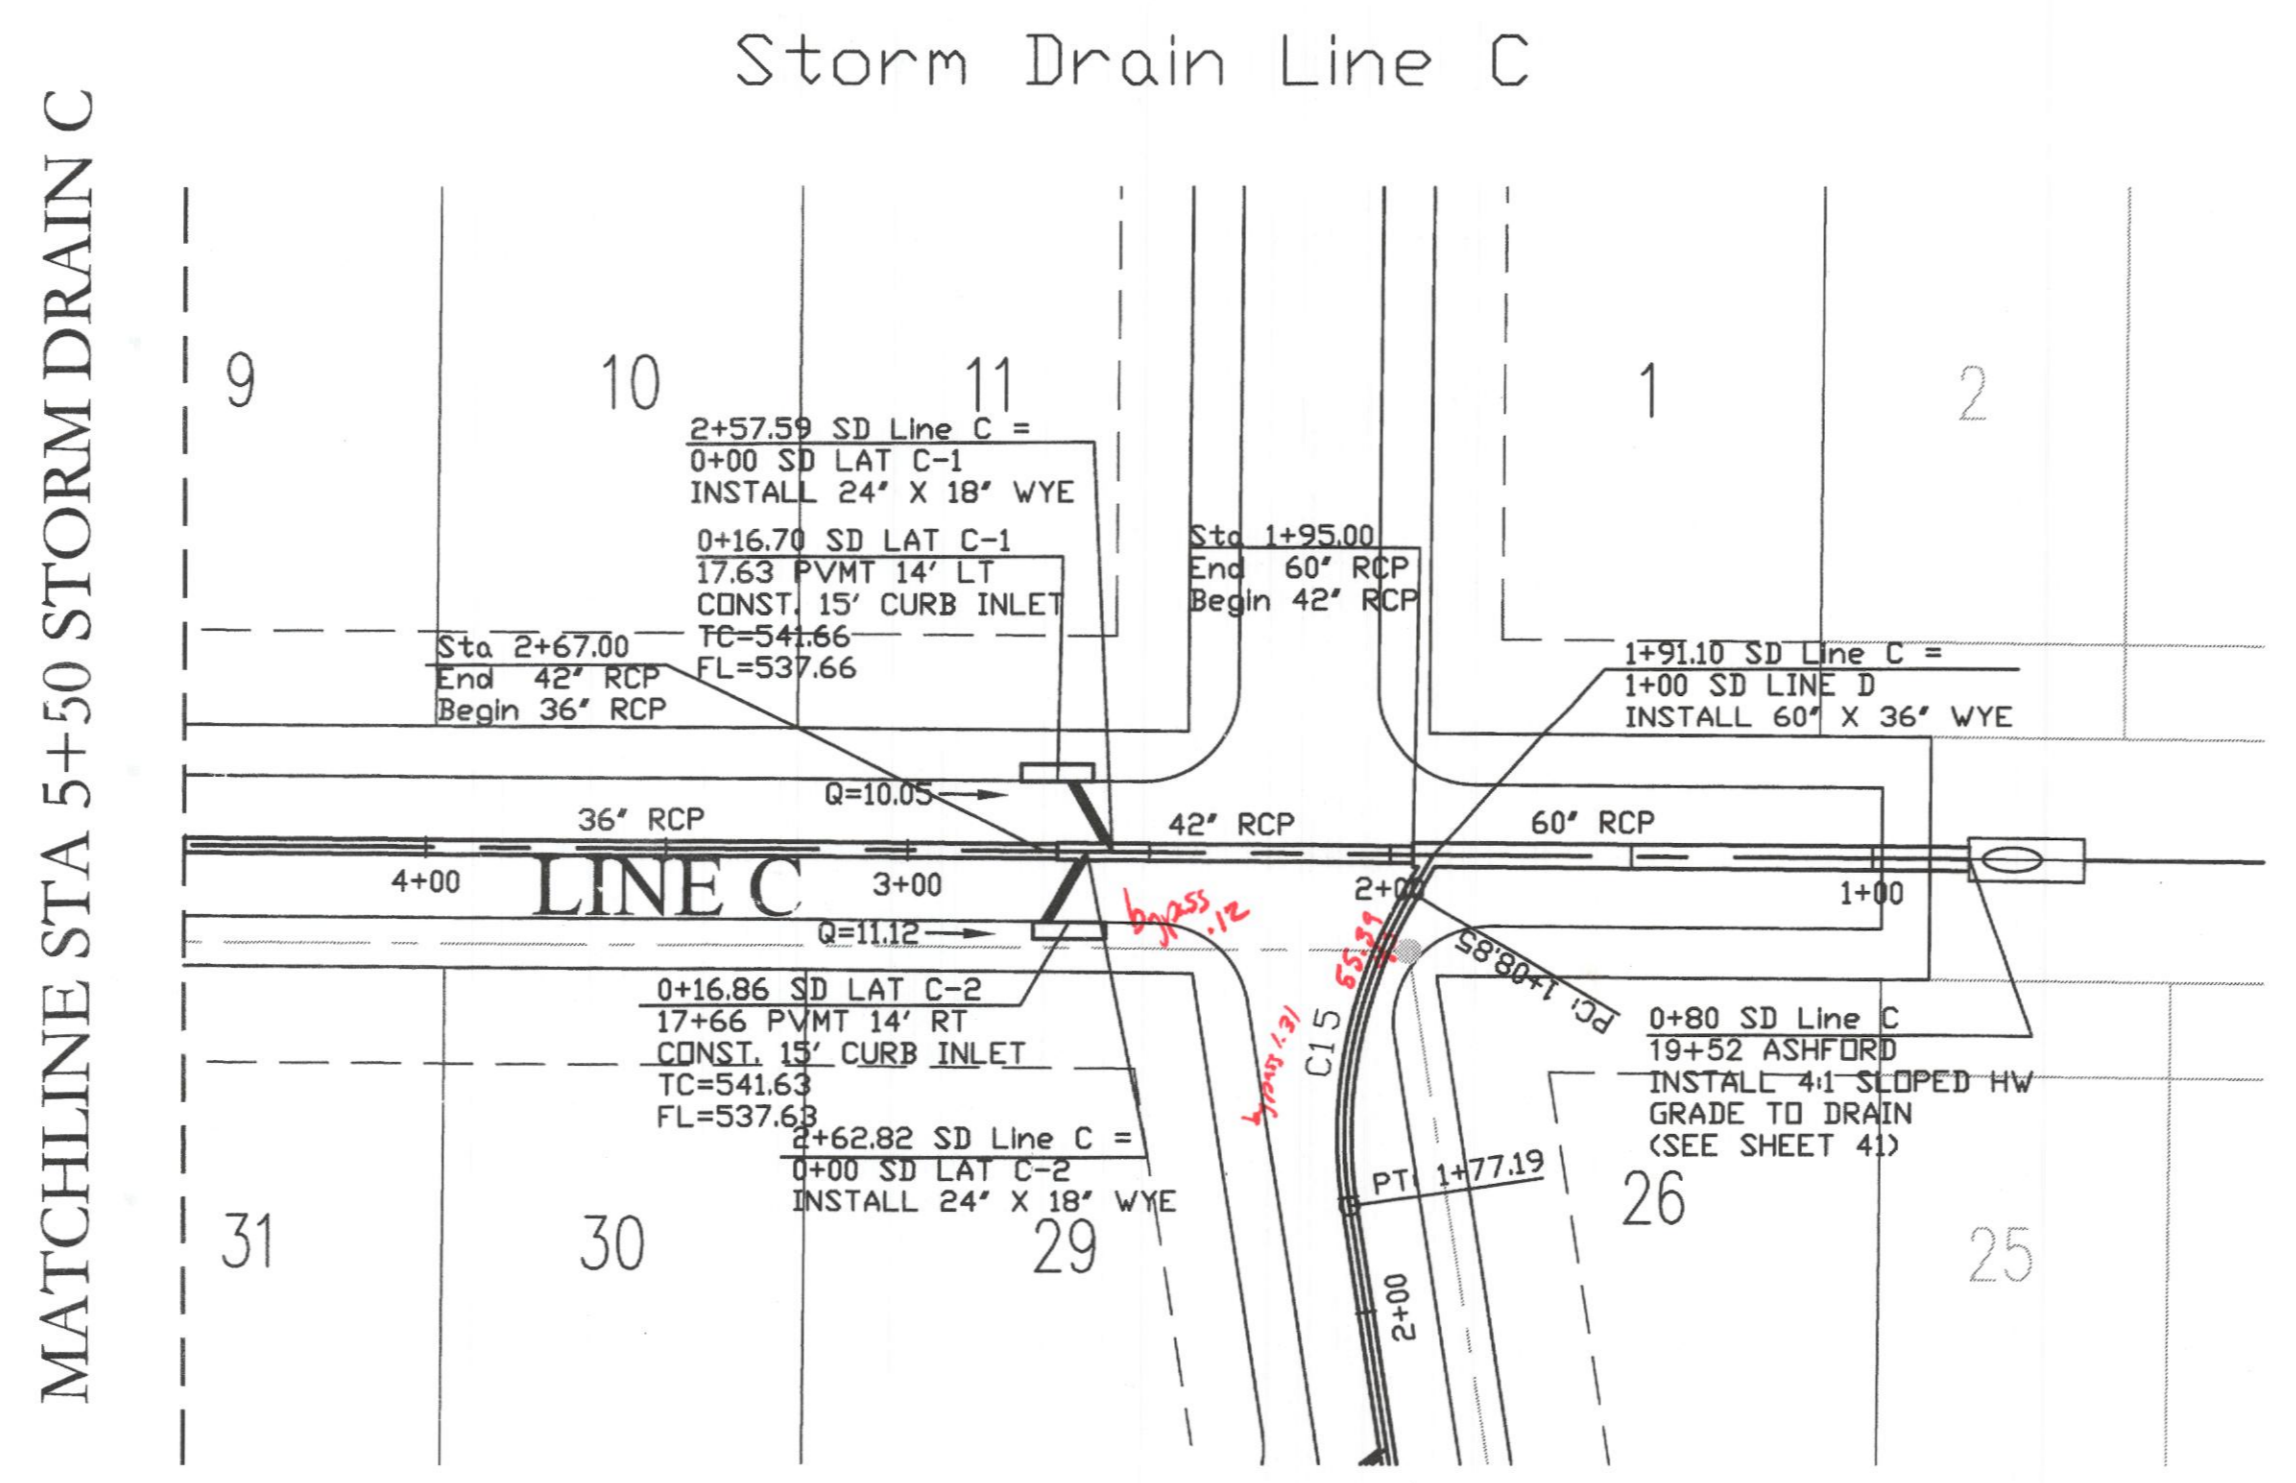 Storm Drain Line C
MATCHLINE STA 5+50 STORM DRAIN C
9
10
11
1
2
2+57.59 SD Line C =
0+00 SD LAT C-1
INSTALL 24" X 18" WYE
0+16.70 SD LAT C-1
17.63 PVMT 14' LT
CONST. 15' CURB INLET
TC=541.66
FL=537.66
Sta 1+95.00
End 60" RCP
Begin 42" RCP
Sta 2+67.00
End 42" RCP
Begin 36" RCP
1+91.10 SD Line C =
1+00 SD LINE D
INSTALL 60" X 36" WYE
Q=10.05
36" RCP
42" RCP
60" RCP
4+00
LINE C
3+00
2+00
1+00
Q=11.12
bypass .12
55.39
bypass 1.31
C15
PC: 1+08.85
0+16.86 SD LAT C-2
17+66 PVMT 14' RT
CONST. 15' CURB INLET
TC=541.63
FL=537.63
2+62.82 SD Line C =
0+00 SD LAT C-2
INSTALL 24" X 18" WYE
0+80 SD Line C
19+52 ASHFORD
INSTALL 4:1 SLOPED HW
GRADE TO DRAIN
(SEE SHEET 41)
PT: 1+77.19
2+00
31
30
29
26
25